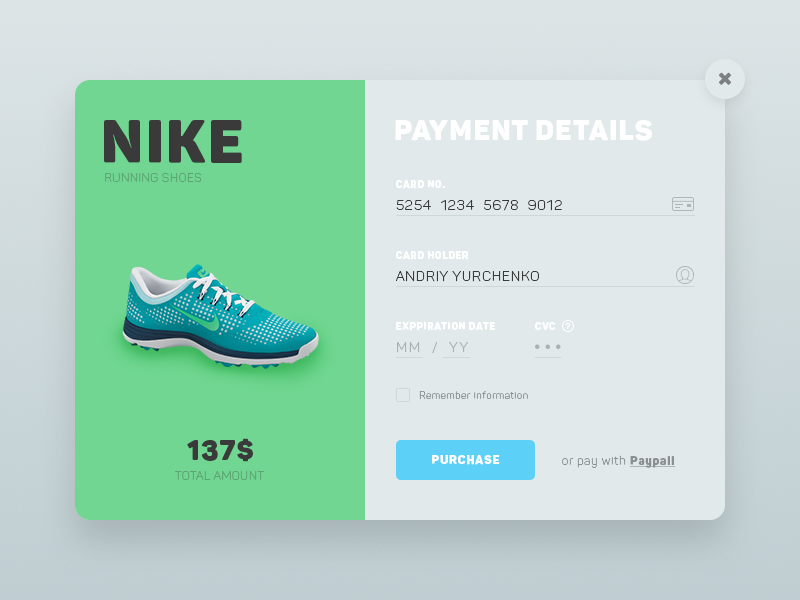 NIKE
RUNNING SHOES
137$
TOTAL AMOUNT
PAYMENT DETAILS
CARD NO.
5254 1234 5678 9012
CARD HOLDER
ANDRIY YURCHENKO
EXPPIRATION DATE
CVC ?
MM / YY
Remember Information
PURCHASE
or pay with Paypall